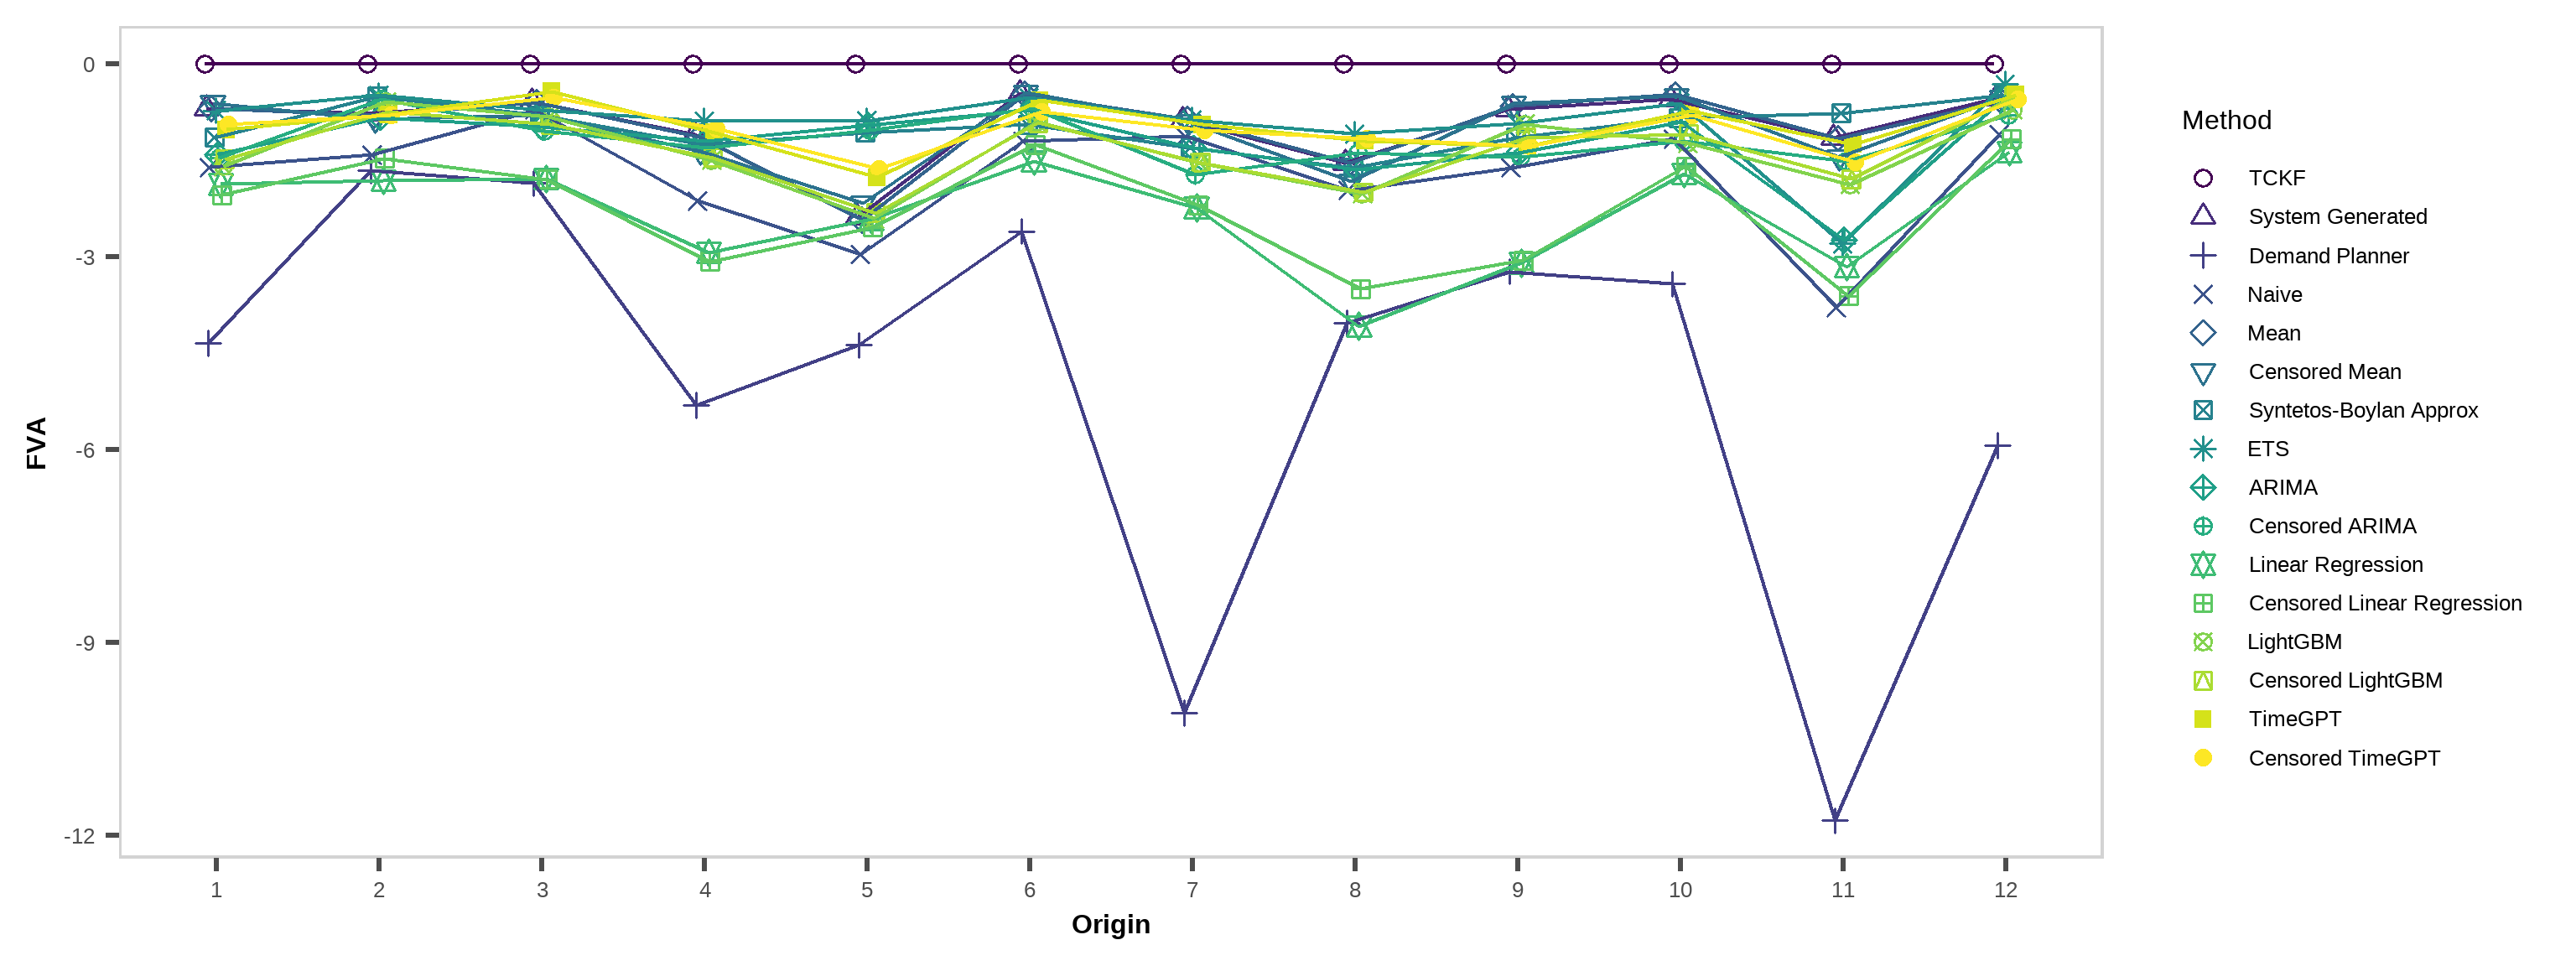 0
-3
-6
-9
-12
FVA
1 2 3 4 5 6 7 8 9 10 11 12
Origin
Method
TCKF
System Generated
Demand Planner
Naive
Mean
Censored Mean
Syntetos-Boylan Approx
ETS
ARIMA
Censored ARIMA
Linear Regression
Censored Linear Regression
LightGBM
Censored LightGBM
TimeGPT
Censored TimeGPT